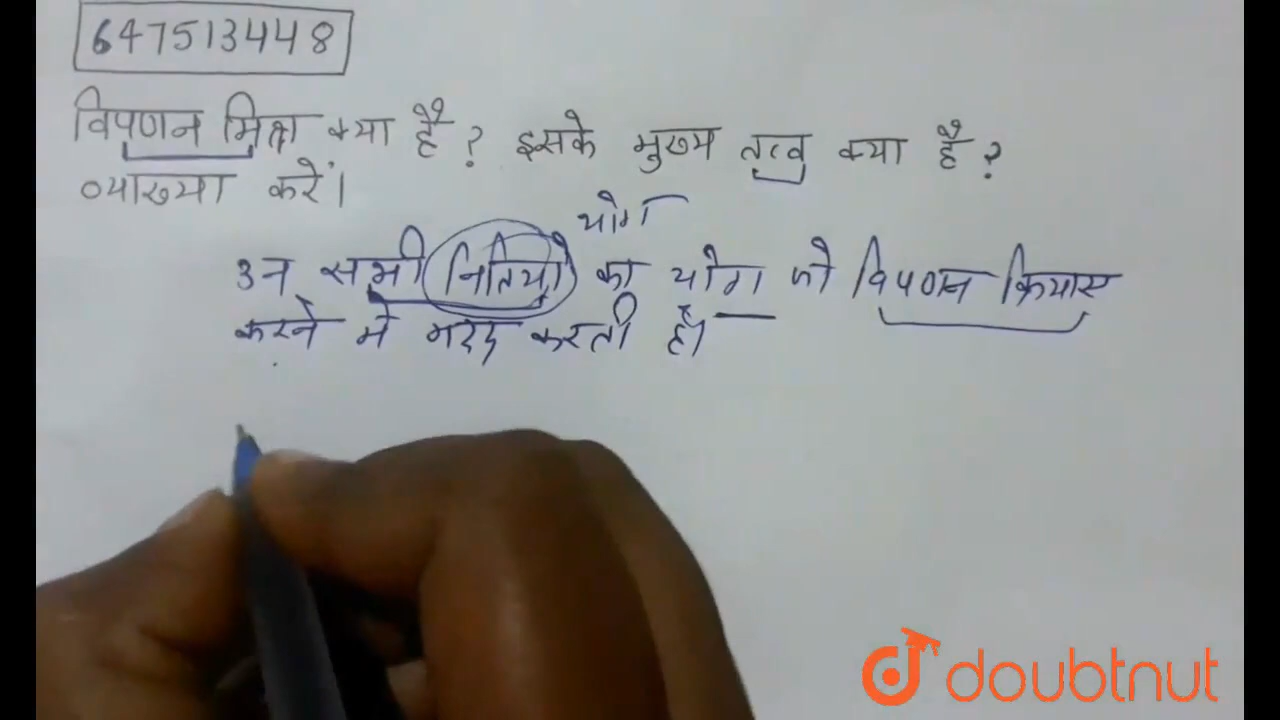 647513448
विपणन मिश्र क्या है? इसके मुख्य तत्व क्या है?
व्याख्या करें।
योग
उन सभी नितियो का योग जो विपणन क्रियाए
करने मे मदद करती है।
doubtnut